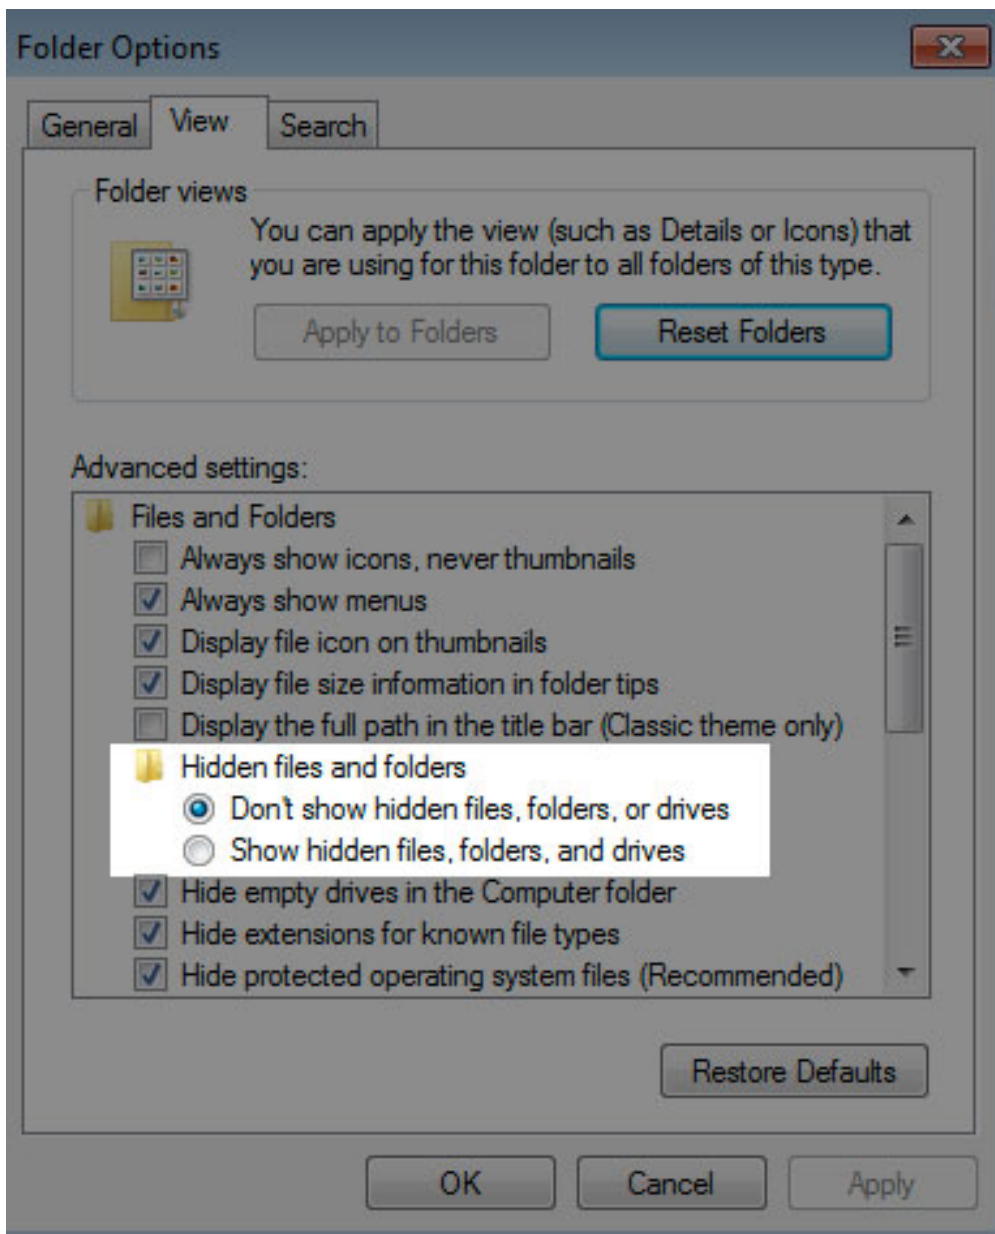 Folder Options
General View Search
Folder views
You can apply the view (such as Details or Icons) that
you are using for this folder to all folders of this type.
Apply to Folders Reset Folders
Advanced settings:
Files and Folders
Always show icons, never thumbnails
Always show menus
Display file icon on thumbnails
Display file size information in folder tips
Display the full path in the title bar (Classic theme only)
Hidden files and folders
Don't show hidden files, folders, or drives
Show hidden files, folders, and drives
Hide empty drives in the Computer folder
Hide extensions for known file types
Hide protected operating system files (Recommended)
Restore Defaults
OK Cancel Apply